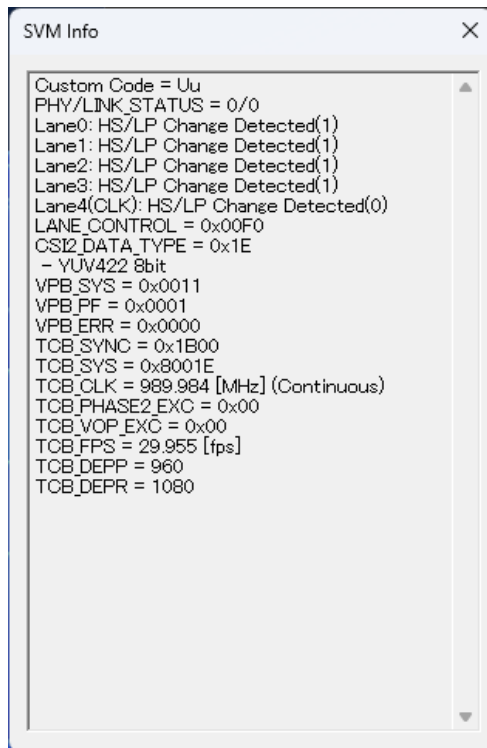 SVM Info
Custom Code = Uu
PHY/LINK_STATUS = 0/0
Lane0: HS/LP Change Detected(1)
Lane1: HS/LP Change Detected(1)
Lane2: HS/LP Change Detected(1)
Lane3: HS/LP Change Detected(1)
Lane4(CLK): HS/LP Change Detected(0)
LANE_CONTROL = 0x00F0
CSI2_DATA_TYPE = 0x1E
- YUV422 8bit
VPB_SYS = 0x0011
VPB_PF = 0x0001
VPB_ERR = 0x0000
TCB_SYNC = 0x1B00
TCB_SYS = 0x8001E
TCB_CLK = 989.984 [MHz] (Continuous)
TCB_PHASE2_EXC = 0x00
TCB_VOP_EXC = 0x00
TCB_FPS = 29.955 [fps]
TCB_DEPP = 960
TCB_DEPR = 1080